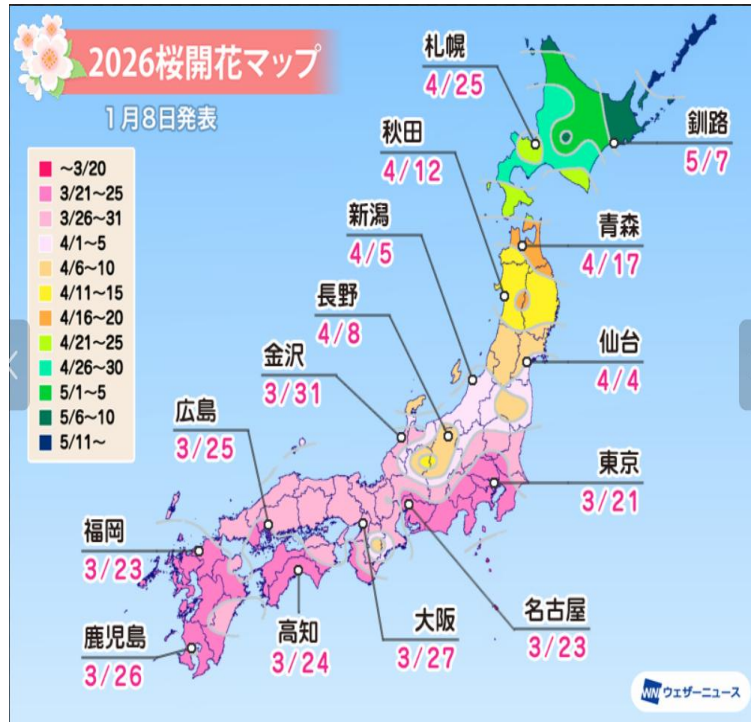 2026桜開花マップ
1月8日発表
～3/20
3/21～25
3/26～31
4/1～5
4/6～10
4/11～15
4/16～20
4/21～25
4/26～30
5/1～5
5/6～10
5/11～
札幌
4/25
釧路
5/7
秋田
4/12
青森
4/17
新潟
4/5
長野
4/8
仙台
4/4
金沢
3/31
広島
3/25
東京
3/21
福岡
3/23
名古屋
3/23
大阪
3/27
高知
3/24
鹿児島
3/26
WN ウェザーニュース